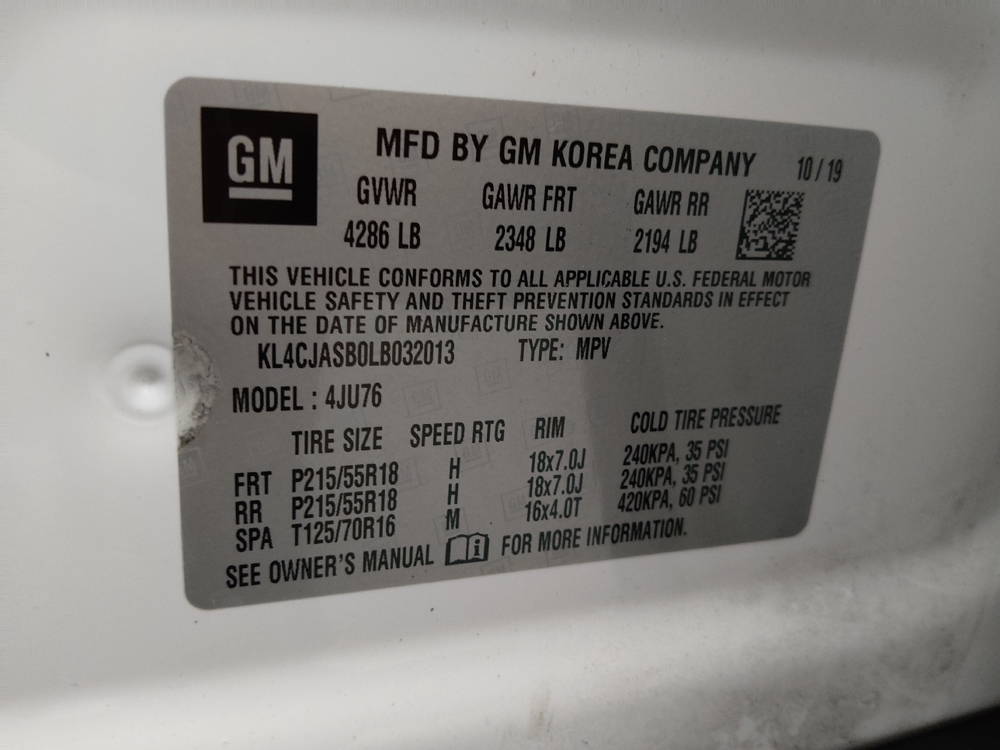 GM
MFD BY GM KOREA COMPANY 10/19
GVWR GAWR FRT GAWR RR
4286 LB 2348 LB 2194 LB
THIS VEHICLE CONFORMS TO ALL APPLICABLE U.S. FEDERAL MOTOR
VEHICLE SAFETY AND THEFT PREVENTION STANDARDS IN EFFECT
ON THE DATE OF MANUFACTURE SHOWN ABOVE.
KL4CJASB0LB032013 TYPE: MPV
MODEL : 4JU76
TIRE SIZE SPEED RTG RIM COLD TIRE PRESSURE
FRT P215/55R18 H 18x7.0J 240KPA, 35 PSI
RR P215/55R18 H 18x7.0J 240KPA, 35 PSI
SPA T125/70R16 M 16x4.0T 420KPA, 60 PSI
SEE OWNER'S MANUAL i FOR MORE INFORMATION.